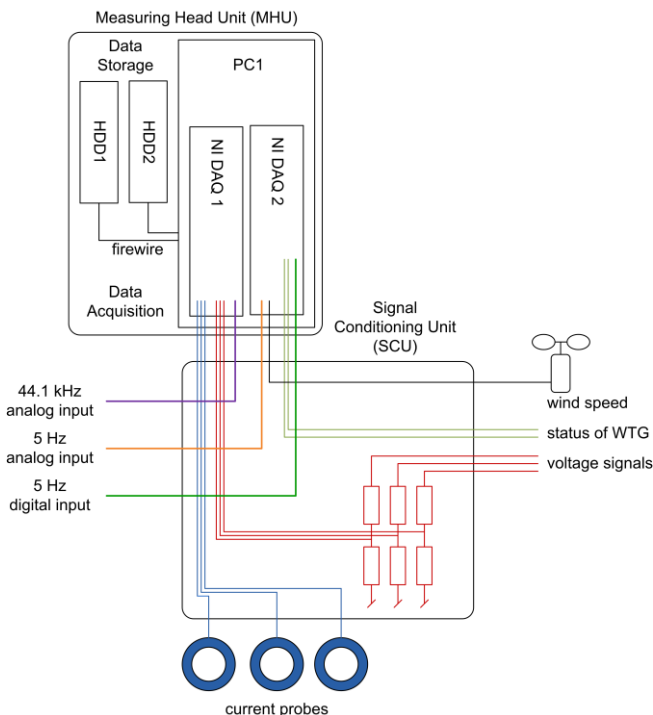 Measuring Head Unit (MHU)
Data
Storage
PC1
HDD1
HDD2
NI DAQ 1
NI DAQ 2
firewire
Data
Acquisition
Signal
Conditioning Unit
(SCU)
44.1 kHz
analog input
wind speed
5 Hz
analog input
status of WTG
voltage signals
5 Hz
digital input
current probes